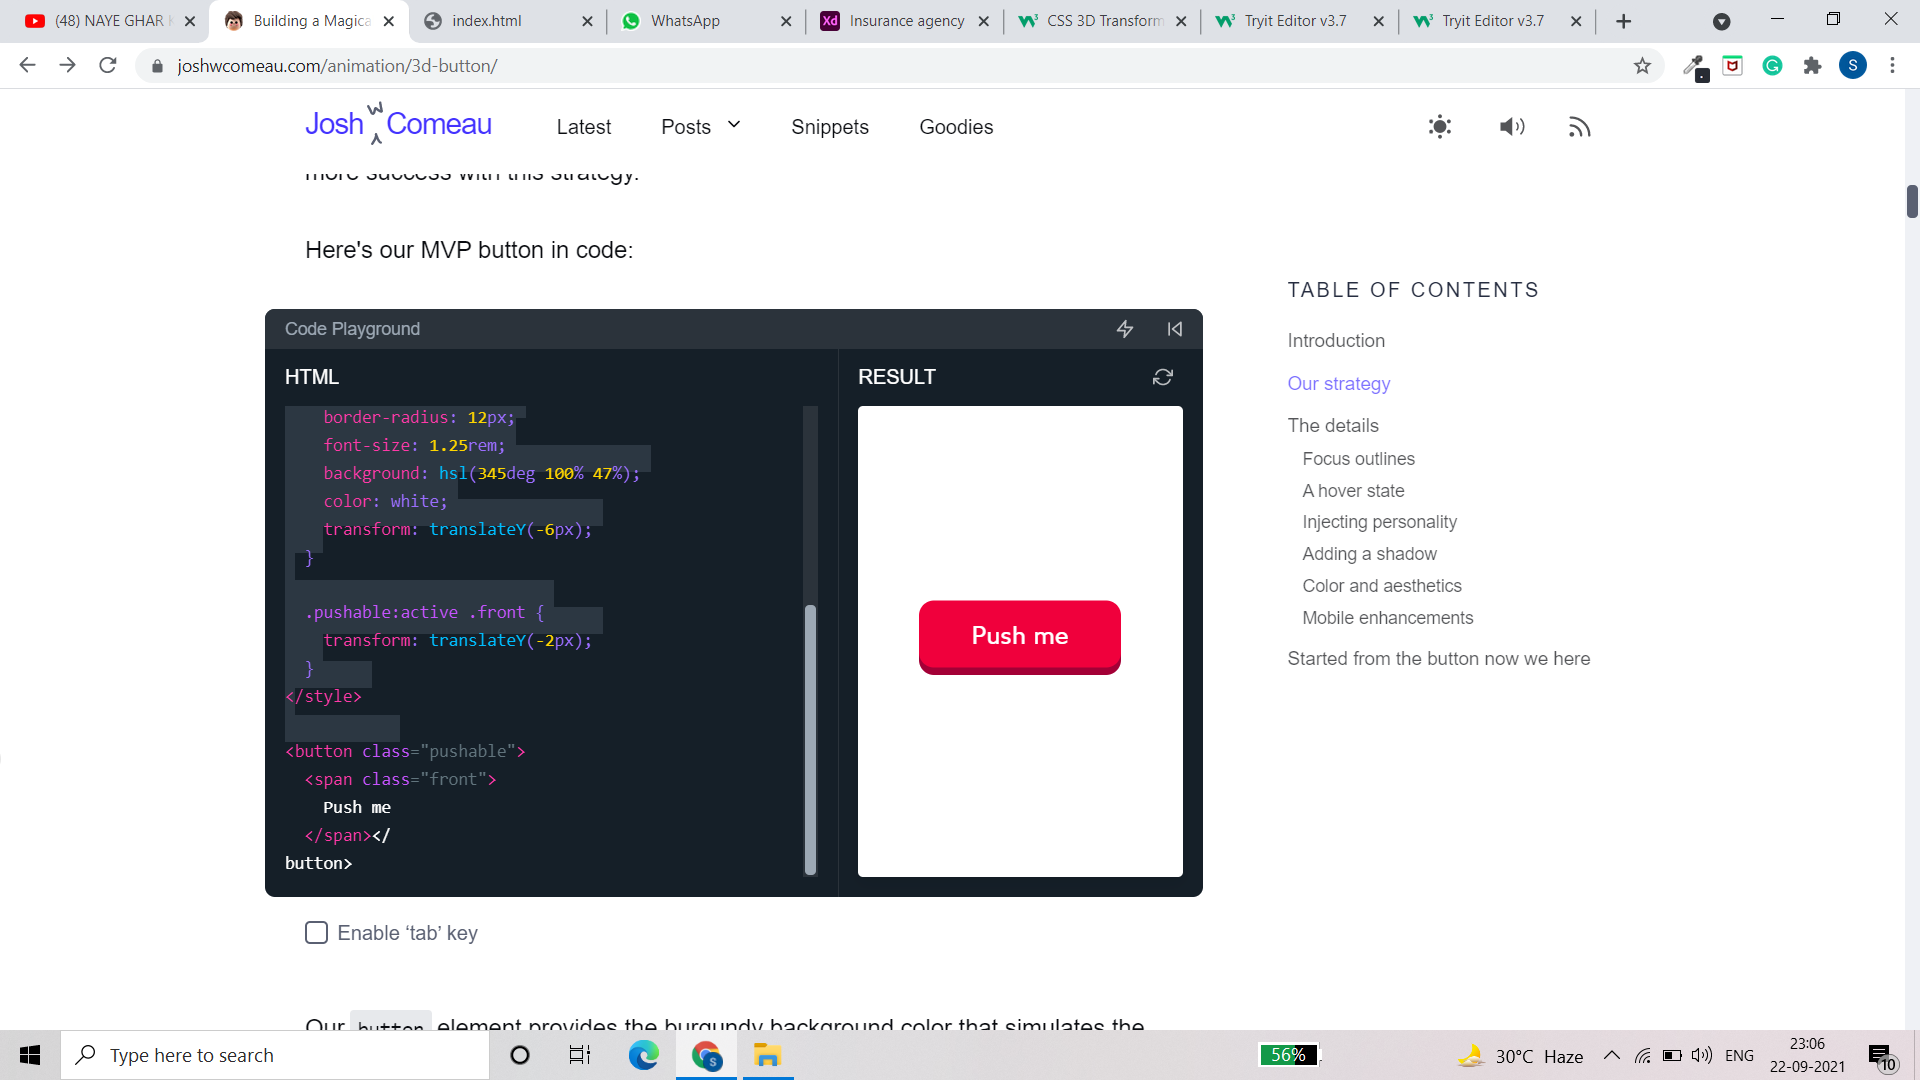 (48) NAYE GHAR K
Building a Magica
index.html
WhatsApp
Xd Insurance agency
CSS 3D Transform
Tryit Editor v3.7
Tryit Editor v3.7
joshwcomeau.com/animation/3d-button/
S
Josh W Comeau
Latest
Posts
Snippets
Goodies
more success with this strategy.
Here's our MVP button in code:
Code Playground
HTML
border-radius: 12px;
font-size: 1.25rem;
background: hsl(345deg 100% 47%);
color: white;
transform: translateY(-6px);
}
.pushable:active .front {
transform: translateY(-2px);
}
</style>
<button class="pushable">
<span class="front">
Push me
</span></
button>
RESULT
Push me
Enable ‘tab’ key
Our button element provides the burgundy background color that simulates the
TABLE OF CONTENTS
Introduction
Our strategy
The details
Focus outlines
A hover state
Injecting personality
Adding a shadow
Color and aesthetics
Mobile enhancements
Started from the button now we here
Type here to search
S
56%
30°C Haze
ENG
23:06
22-09-2021
10